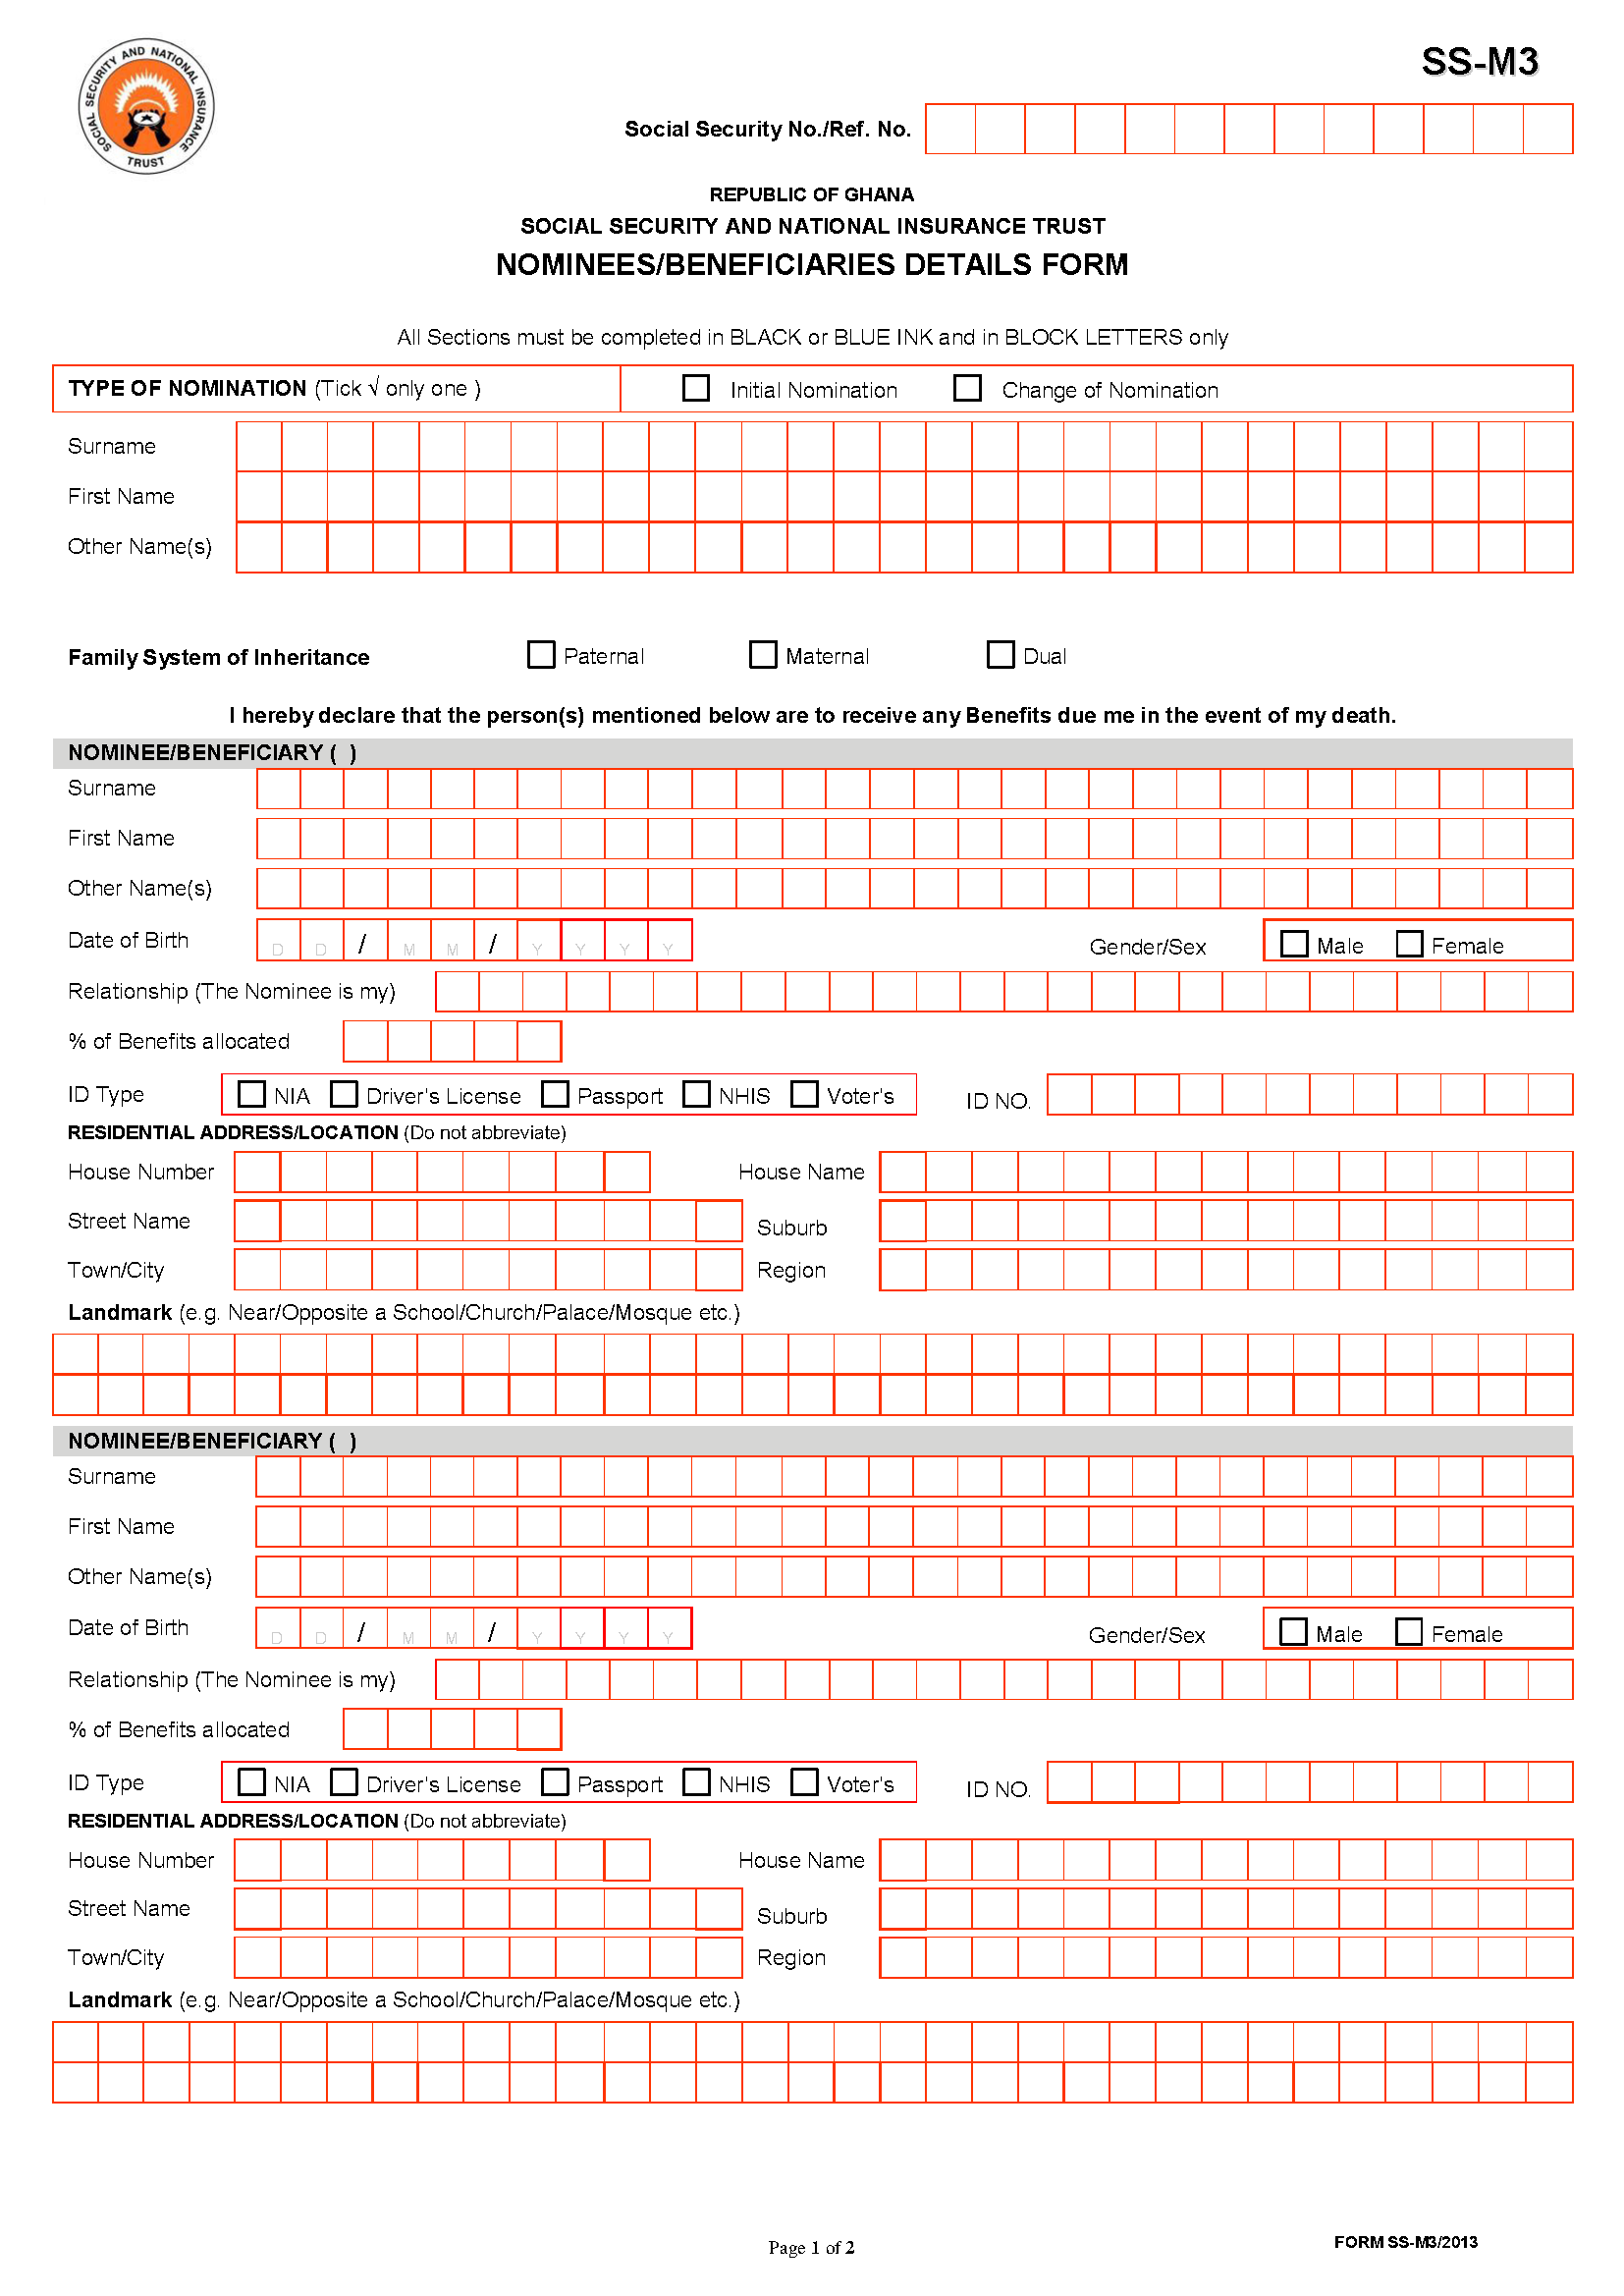 SOCIAL SECURITY AND NATIONAL INSURANCE TRUST
SS-M3
Social Security No./Ref. No.
REPUBLIC OF GHANA
SOCIAL SECURITY AND NATIONAL INSURANCE TRUST
NOMINEES/BENEFICIARIES DETAILS FORM
All Sections must be completed in BLACK or BLUE INK and in BLOCK LETTERS only
TYPE OF NOMINATION (Tick √ only one ) Initial Nomination Change of Nomination
Surname
First Name
Other Name(s)
Family System of Inheritance Paternal Maternal Dual
I hereby declare that the person(s) mentioned below are to receive any Benefits due me in the event of my death.
NOMINEE/BENEFICIARY ( )
Surname
First Name
Other Name(s)
Date of Birth D D / M M / Y Y Y Y Gender/Sex Male Female
Relationship (The Nominee is my)
% of Benefits allocated
ID Type NIA Driver's License Passport NHIS Voter's ID NO.
RESIDENTIAL ADDRESS/LOCATION (Do not abbreviate)
House Number House Name
Street Name Suburb
Town/City Region
Landmark (e.g. Near/Opposite a School/Church/Palace/Mosque etc.)
NOMINEE/BENEFICIARY ( )
Surname
First Name
Other Name(s)
Date of Birth D D / M M / Y Y Y Y Gender/Sex Male Female
Relationship (The Nominee is my)
% of Benefits allocated
ID Type NIA Driver's License Passport NHIS Voter's ID NO.
RESIDENTIAL ADDRESS/LOCATION (Do not abbreviate)
House Number House Name
Street Name Suburb
Town/City Region
Landmark (e.g. Near/Opposite a School/Church/Palace/Mosque etc.)
Page 1 of 2
FORM SS-M3/2013